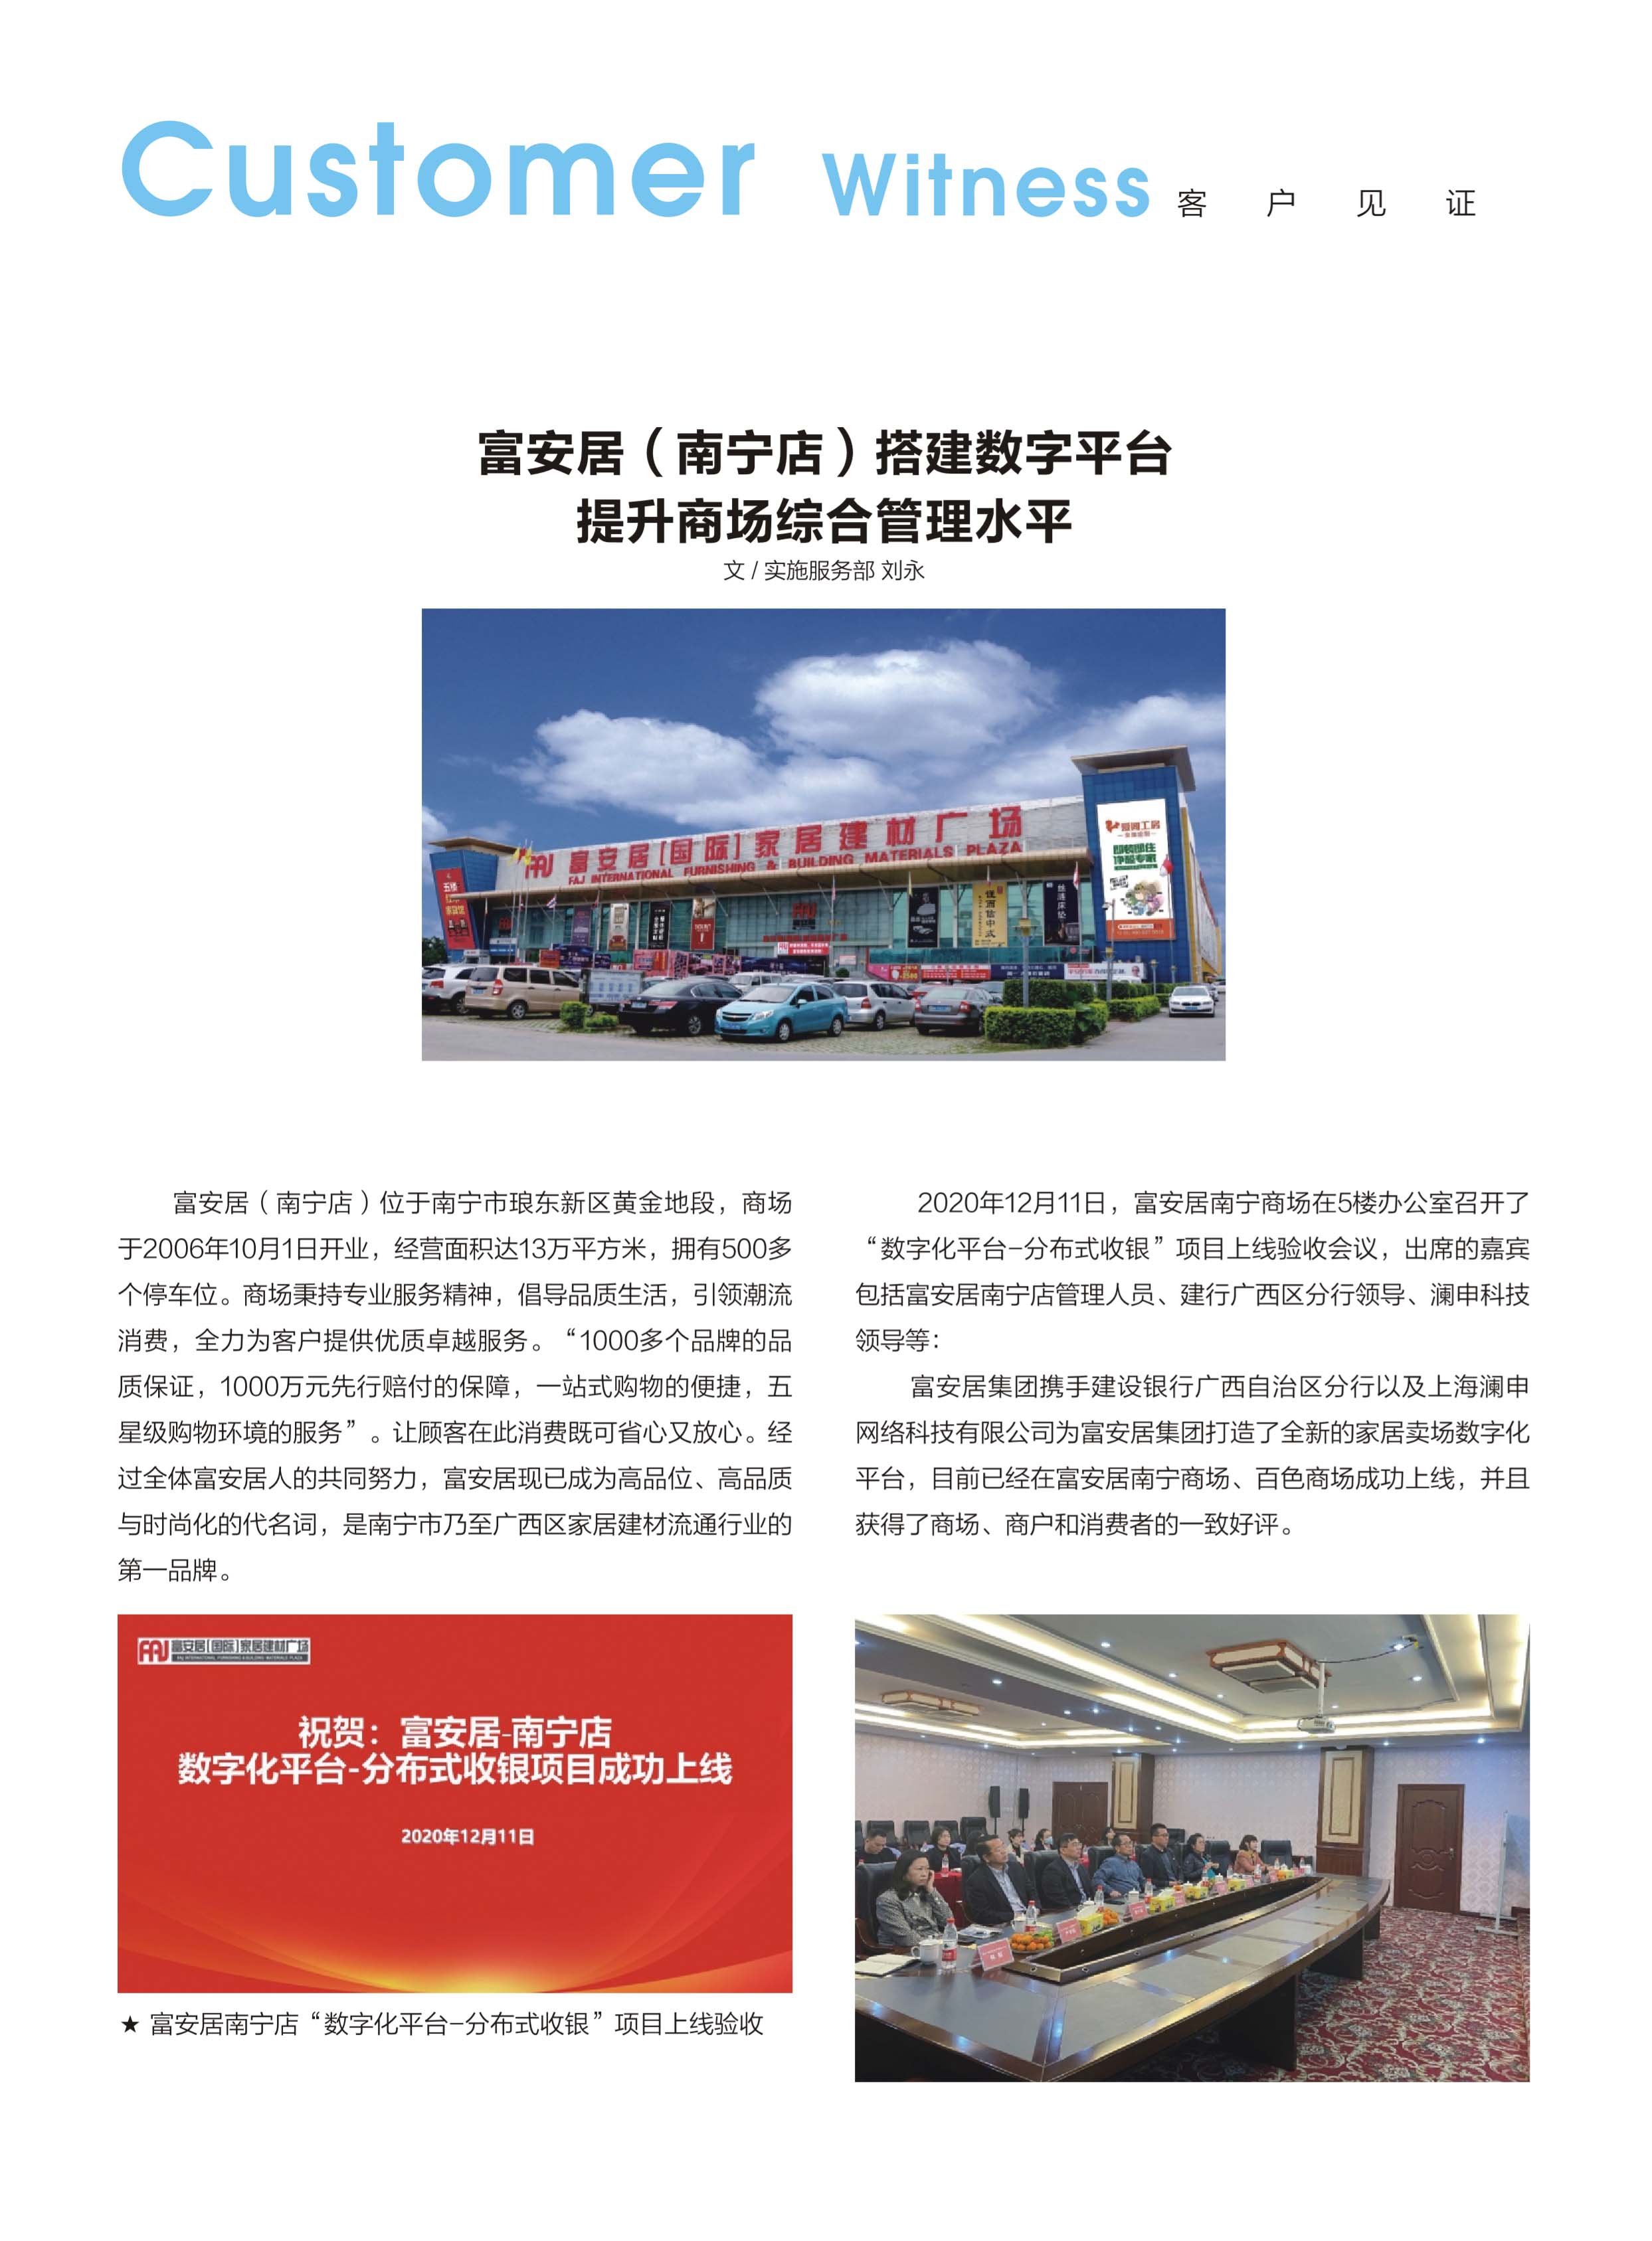 Customer Witness 客户见证
富安居（南宁店）搭建数字平台
提升商场综合管理水平
文 / 实施服务部 刘永
FAJ 富安居[国际]家居建材广场
FAJ INTERNATIONAL FURNISHING & BUILDING MATERIALS PLAZA
富安居（南宁店）位于南宁市琅东新区黄金地段，商场
于2006年10月1日开业，经营面积达13万平方米，拥有500多
个停车位。商场秉持专业服务精神，倡导品质生活，引领潮流
消费，全力为客户提供优质卓越服务。“1000多个品牌的品
质保证，1000万元先行赔付的保障，一站式购物的便捷，五
星级购物环境的服务”。让顾客在此消费既可省心又放心。经
过全体富安居人的共同努力，富安居现已成为高品位、高品质
与时尚化的代名词，是南宁市乃至广西区家居建材流通行业的
第一品牌。
2020年12月11日，富安居南宁商场在5楼办公室召开了
“数字化平台–分布式收银”项目上线验收会议，出席的嘉宾
包括富安居南宁店管理人员、建行广西区分行领导、澜申科技
领导等：
富安居集团携手建设银行广西自治区分行以及上海澜申
网络科技有限公司为富安居集团打造了全新的家居卖场数字化
平台，目前已经在富安居南宁商场、百色商场成功上线，并且
获得了商场、商户和消费者的一致好评。
FAJ 富安居[国际]家居建材广场
FAJ INTERNATIONAL FURNISHING & BUILDING MATERIALS PLAZA
祝贺：富安居-南宁店
数字化平台-分布式收银项目成功上线
2020年12月11日
★ 富安居南宁店“数字化平台–分布式收银”项目上线验收